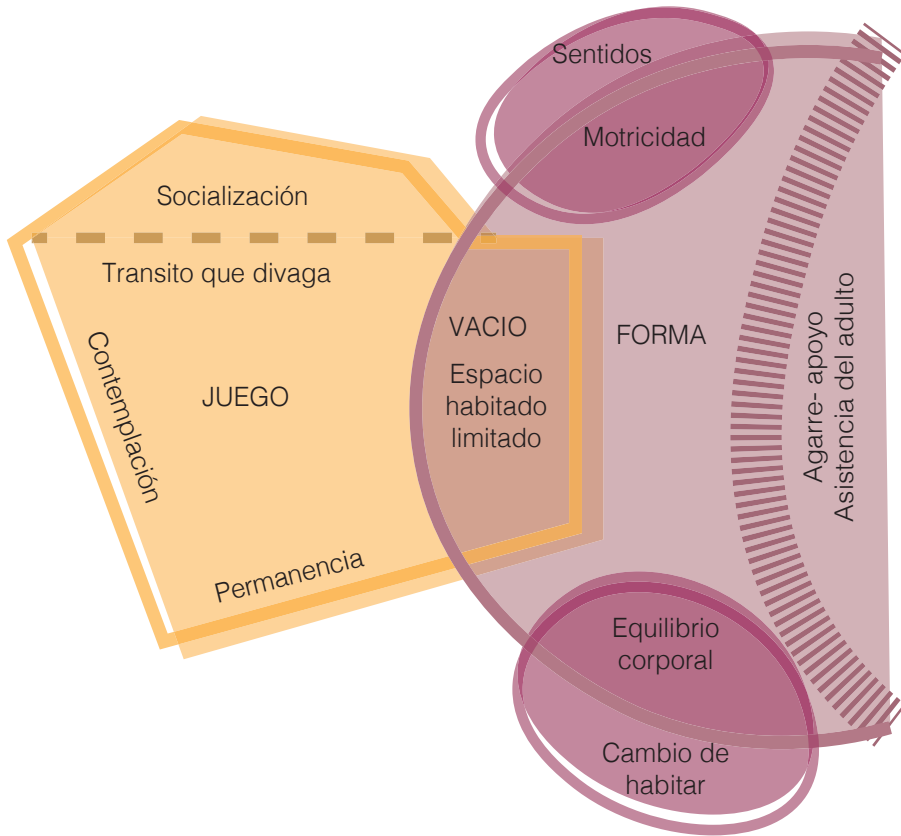 Sentidos
Motricidad
Socialización
Transito que divaga
Contemplación
JUEGO
Permanencia
VACIO
Espacio
habitado
limitado
FORMA
Agarre- apoyo
Asistencia del adulto
Equilibrio
corporal
Cambio de
habitar